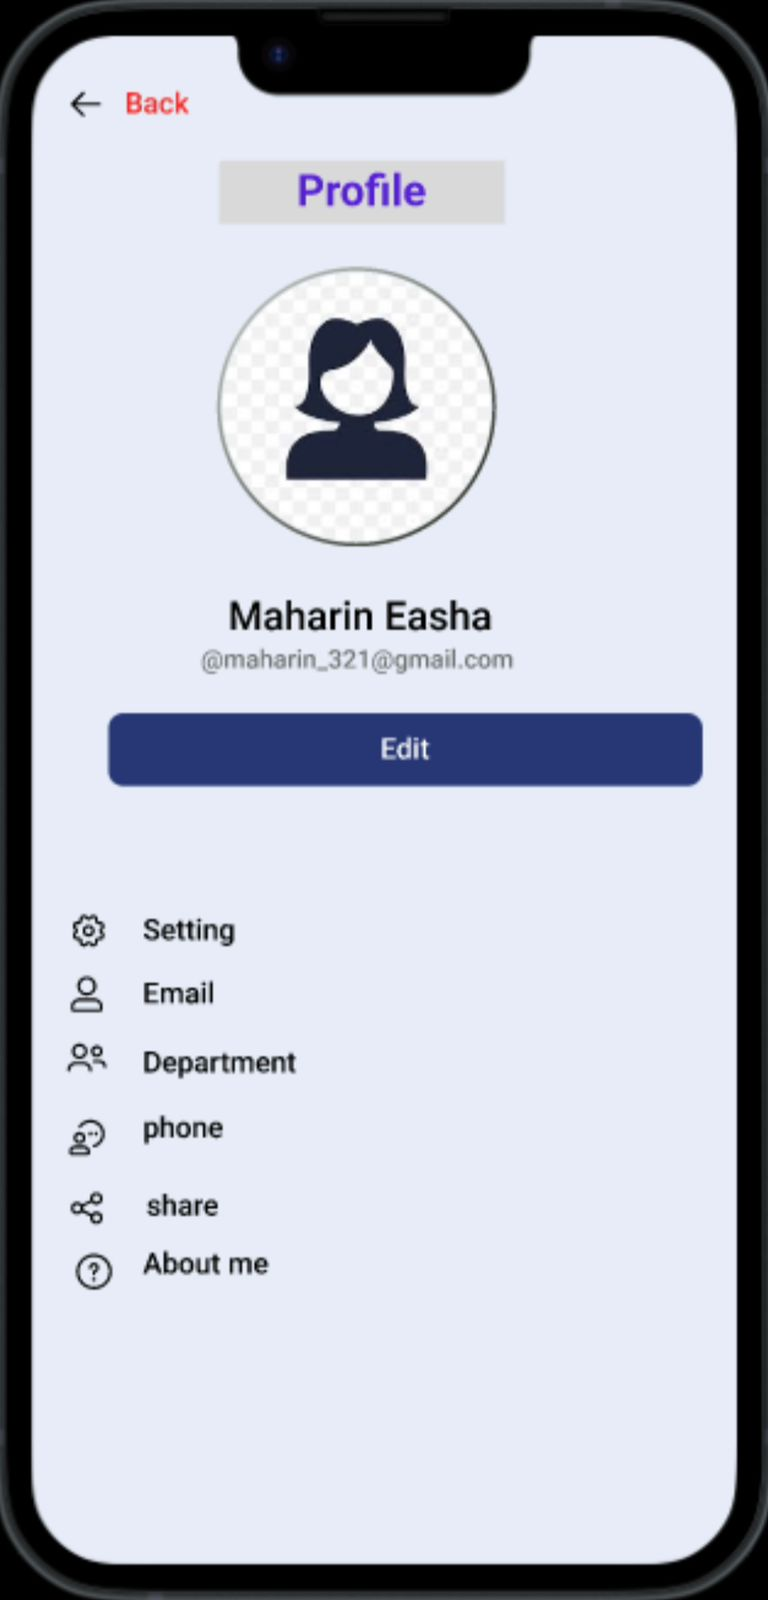 Back
Profile
Maharin Easha
@maharin_321@gmail.com
Edit
Setting
Email
Department
phone
share
About me